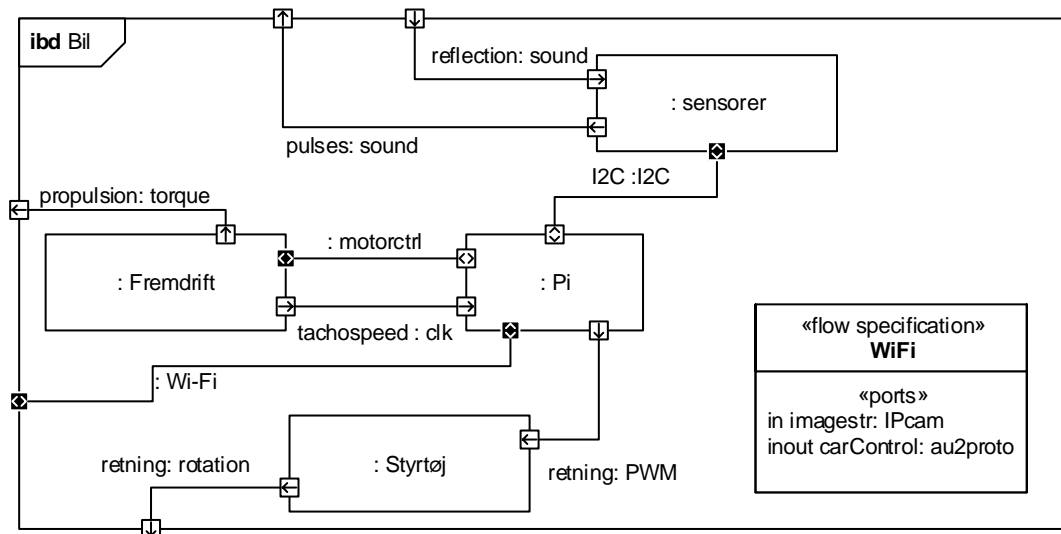 ibd Bil
reflection: sound
: sensorer
pulses: sound
I2C :I2C
propulsion: torque
: motorctrl
: Fremdrift
: Pi
tachospeed : clk
: Wi-Fi
«flow specification»
WiFi
«ports»
in imagestr: IPcam
inout carControl: au2proto
retning: rotation
: Styrtøj
retning: PWM